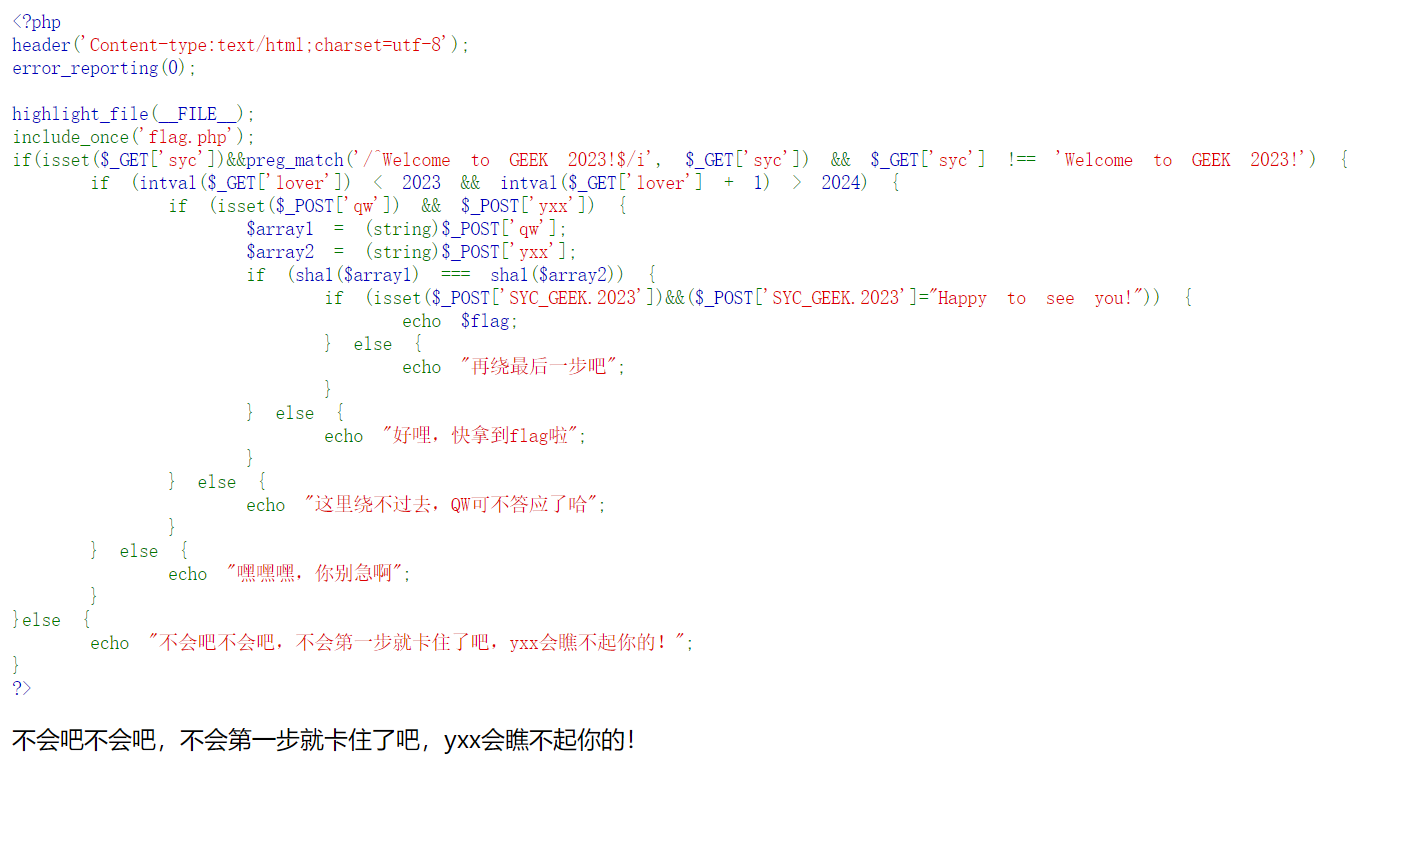 <?php
header('Content-type:text/html;charset=utf-8');
error_reporting(0);

highlight_file(__FILE__);
include_once('flag.php');
if(isset($_GET['syc'])&&preg_match('/^Welcome to GEEK 2023!$/i', $_GET['syc']) && $_GET['syc'] !== 'Welcome to GEEK 2023!') {
    if (intval($_GET['lover']) < 2023 && intval($_GET['lover'] + 1) > 2024) {
        if (isset($_POST['qw']) && $_POST['yxx']) {
            $array1 = (string)$_POST['qw'];
            $array2 = (string)$_POST['yxx'];
            if (sha1($array1) === sha1($array2)) {
                if (isset($_POST['SYC_GEEK.2023'])&&($_POST['SYC_GEEK.2023']="Happy to see you!")) {
                    echo $flag;
                } else {
                    echo "再绕最后一步吧";
                }
            } else {
                echo "好哩，快拿到flag啦";
            }
        } else {
            echo "这里绕不过去，QW可不答应了哈";
        }
    } else {
        echo "嘿嘿嘿，你别急啊";
    }
}else {
    echo "不会吧不会吧，不会第一步就卡住了吧，yxx会瞧不起你的！";
}
?>
不会吧不会吧，不会第一步就卡住了吧，yxx会瞧不起你的！